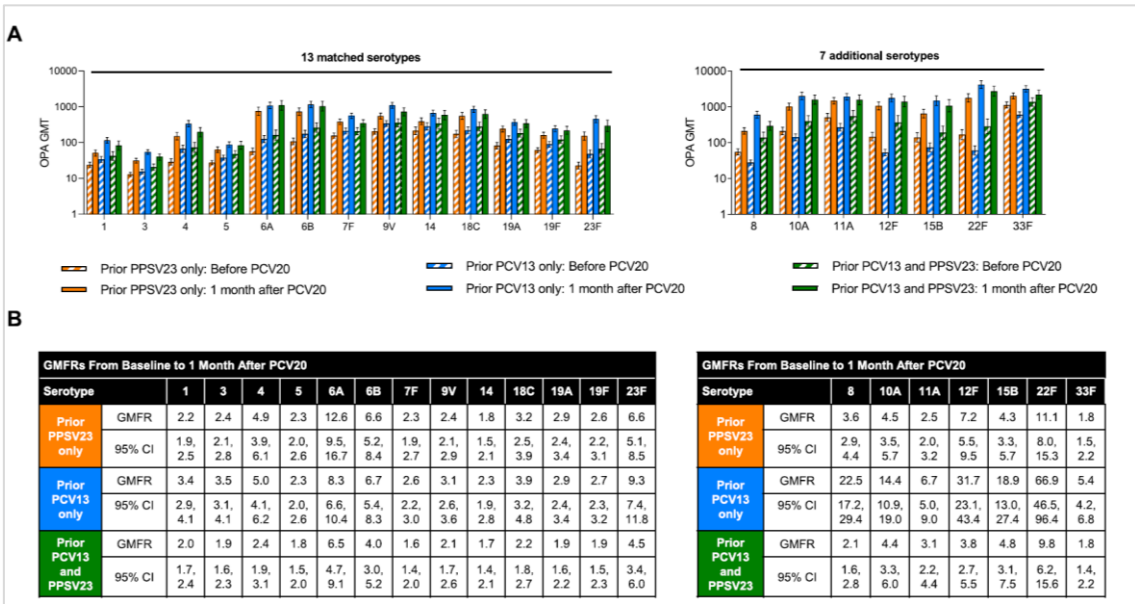 A
13 matched serotypes
10000
1000
100
10
1
OPA GMT
1 3 4 5 6A 6B 7F 9V 14 18C 19A 19F 23F
7 additional serotypes
10000
1000
100
10
1
OPA GMT
8 10A 11A 12F 15B 22F 33F
Prior PPSV23 only: Before PCV20
Prior PPSV23 only: 1 month after PCV20
Prior PCV13 only: Before PCV20
Prior PCV13 only: 1 month after PCV20
Prior PCV13 and PPSV23: Before PCV20
Prior PCV13 and PPSV23: 1 month after PCV20
B
GMFRs From Baseline to 1 Month After PCV20
Serotype 1 3 4 5 6A 6B 7F 9V 14 18C 19A 19F 23F
Prior PPSV23 only
GMFR 2.2 2.4 4.9 2.3 12.6 6.6 2.3 2.4 1.8 3.2 2.9 2.6 6.6
95% CI 1.9, 2.1, 3.9, 2.0, 9.5, 5.2, 1.9, 2.1, 1.5, 2.5, 2.4, 2.2, 5.1,
2.5 2.8 6.1 2.6 16.7 8.4 2.7 2.9 2.1 3.9 3.4 3.1 8.5
Prior PCV13 only
GMFR 3.4 3.5 5.0 2.3 8.3 6.7 2.6 3.1 2.3 3.9 2.9 2.7 9.3
95% CI 2.9, 3.1, 4.0, 2.0, 6.6, 5.4, 2.2, 2.6, 1.9, 3.2, 2.4, 2.3, 7.4,
4.1 4.1 6.2 2.6 10.4 8.3 3.0 3.6 2.8 4.8 3.4 3.2 11.8
Prior PCV13 and PPSV23
GMFR 2.0 1.9 2.4 1.8 6.5 4.0 1.6 2.1 1.7 2.2 1.9 1.9 4.5
95% CI 1.7, 1.6, 1.9, 1.5, 4.7, 3.0, 1.4, 1.7, 1.4, 1.8, 1.6, 1.5, 3.4,
2.4 2.3 3.1 2.0 9.1 5.2 2.0 2.6 2.1 2.7 2.2 2.3 6.0
GMFRs From Baseline to 1 Month After PCV20
Serotype 8 10A 11A 12F 15B 22F 33F
Prior PPSV23 only
GMFR 3.6 4.5 2.5 7.2 4.3 11.1 1.8
95% CI 2.9, 3.5, 2.0, 5.5, 3.3, 8.0, 1.5,
4.4 5.7 3.2 9.5 5.7 15.3 2.2
Prior PCV13 only
GMFR 22.5 14.4 6.7 31.7 18.9 66.9 5.4
95% CI 17.2, 10.9, 5.0, 23.1, 13.0, 46.5, 4.2,
29.4 19.0 9.0 43.4 27.4 96.4 6.8
Prior PCV13 and PPSV23
GMFR 2.1 4.4 3.1 3.8 4.8 9.8 1.8
95% CI 1.6, 3.3, 2.2, 2.7, 3.1, 6.2, 1.4,
2.8 6.0 4.4 5.5 7.5 15.6 2.2